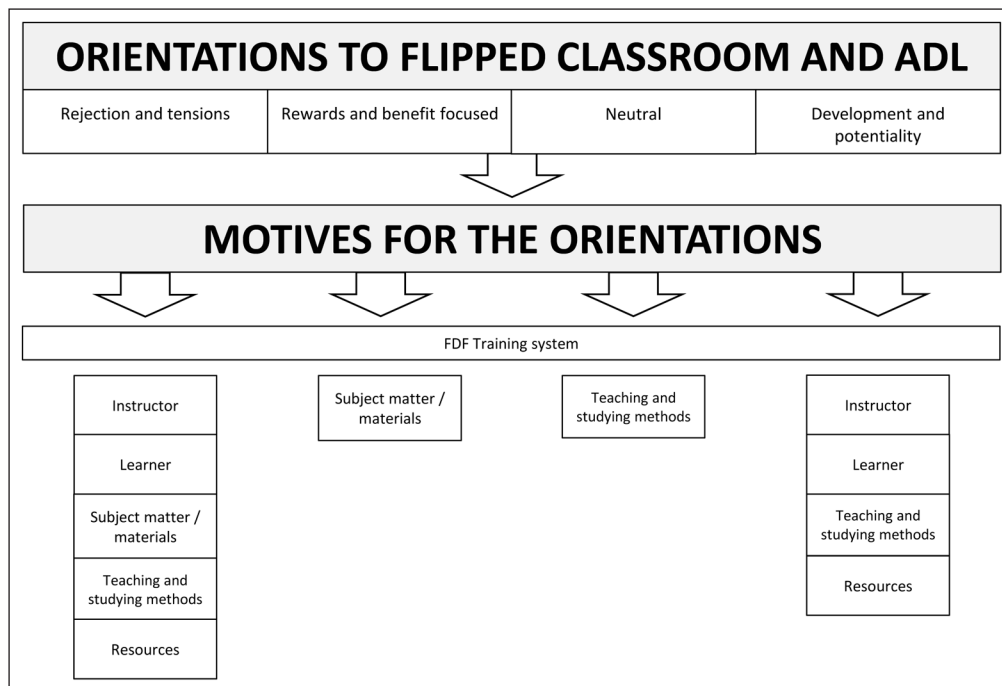 ORIENTATIONS TO FLIPPED CLASSROOM AND ADL
Rejection and tensions
Rewards and benefit focused
Neutral
Development and
potentiality
MOTIVES FOR THE ORIENTATIONS
FDF Training system
Instructor
Learner
Subject matter /
materials
Teaching and
studying methods
Resources
Subject matter /
materials
Teaching and
studying methods
Instructor
Learner
Teaching and
studying methods
Resources